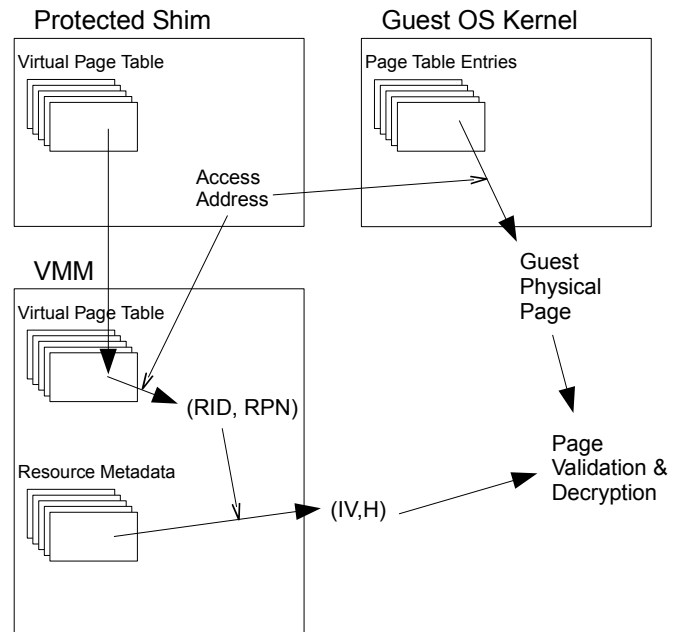 Protected Shim
Guest OS Kernel
Virtual Page Table
Page Table Entries
Access
Address
VMM
Guest
Physical
Page
Virtual Page Table
(RID, RPN)
Page
Validation &
Decryption
Resource Metadata
(IV,H)